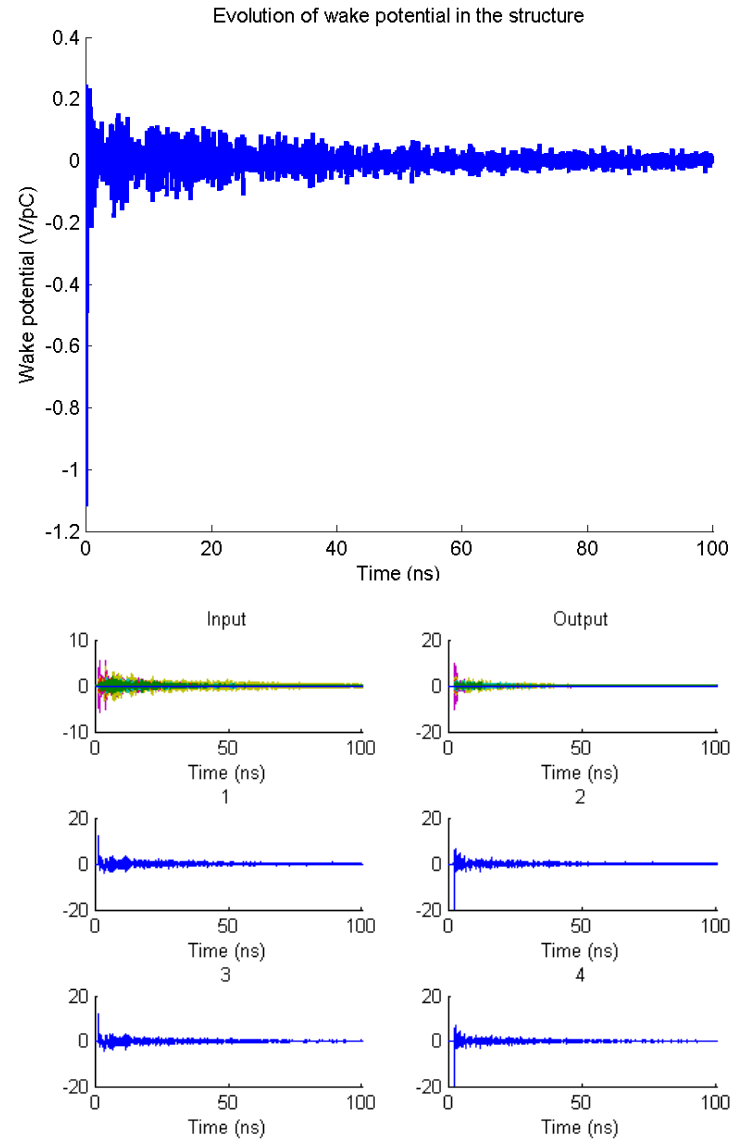 Evolution of wake potential in the structure
0.4
0.2
0
-0.2
-0.4
-0.6
-0.8
-1
-1.2
Wake potential (V/pC)
0 20 40 60 80 100
Time (ns)
Input
10
0
-10
0 50 100
Time (ns)
Output
20
0
-20
0 50 100
Time (ns)
1
20
0
-20
0 50 100
Time (ns)
2
20
0
-20
0 50 100
Time (ns)
3
20
0
-20
0 50 100
Time (ns)
4
20
0
-20
0 50 100
Time (ns)